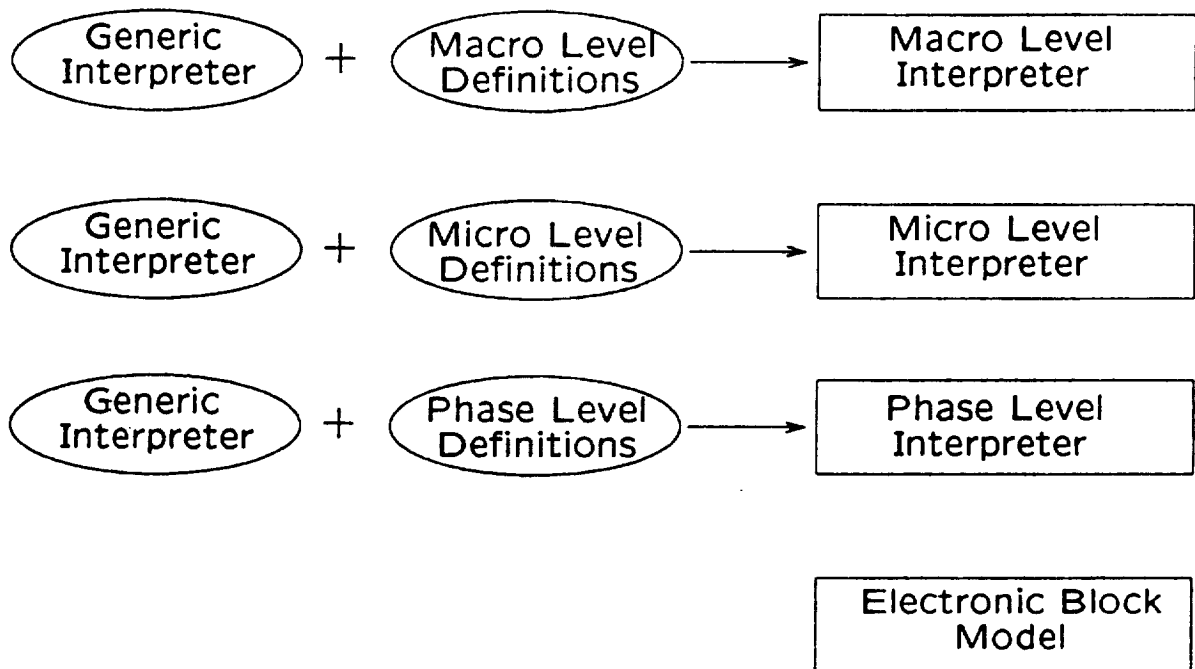 Generic
Interpreter
+
Macro Level
Definitions
Macro Level
Interpreter
Generic
Interpreter
+
Micro Level
Definitions
Micro Level
Interpreter
Generic
Interpreter
+
Phase Level
Definitions
Phase Level
Interpreter
Electronic Block
Model